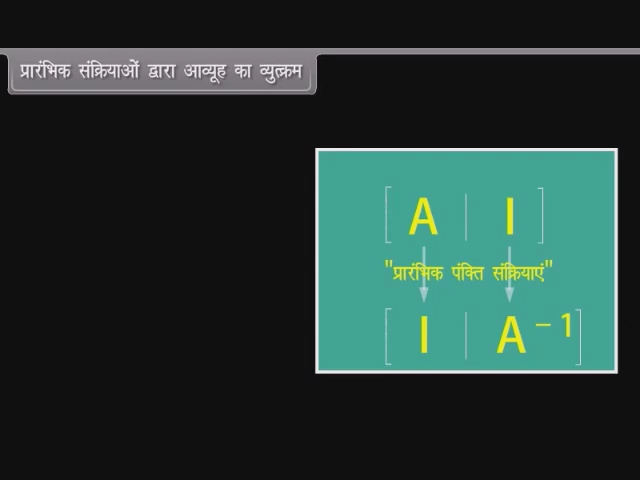 प्रारंभिक संक्रियाओं द्वारा आव्यूह का व्युत्क्रम
[ A | I ]
"प्रारंभिक पंक्ति संक्रियाएं"
[ I | A⁻¹ ]